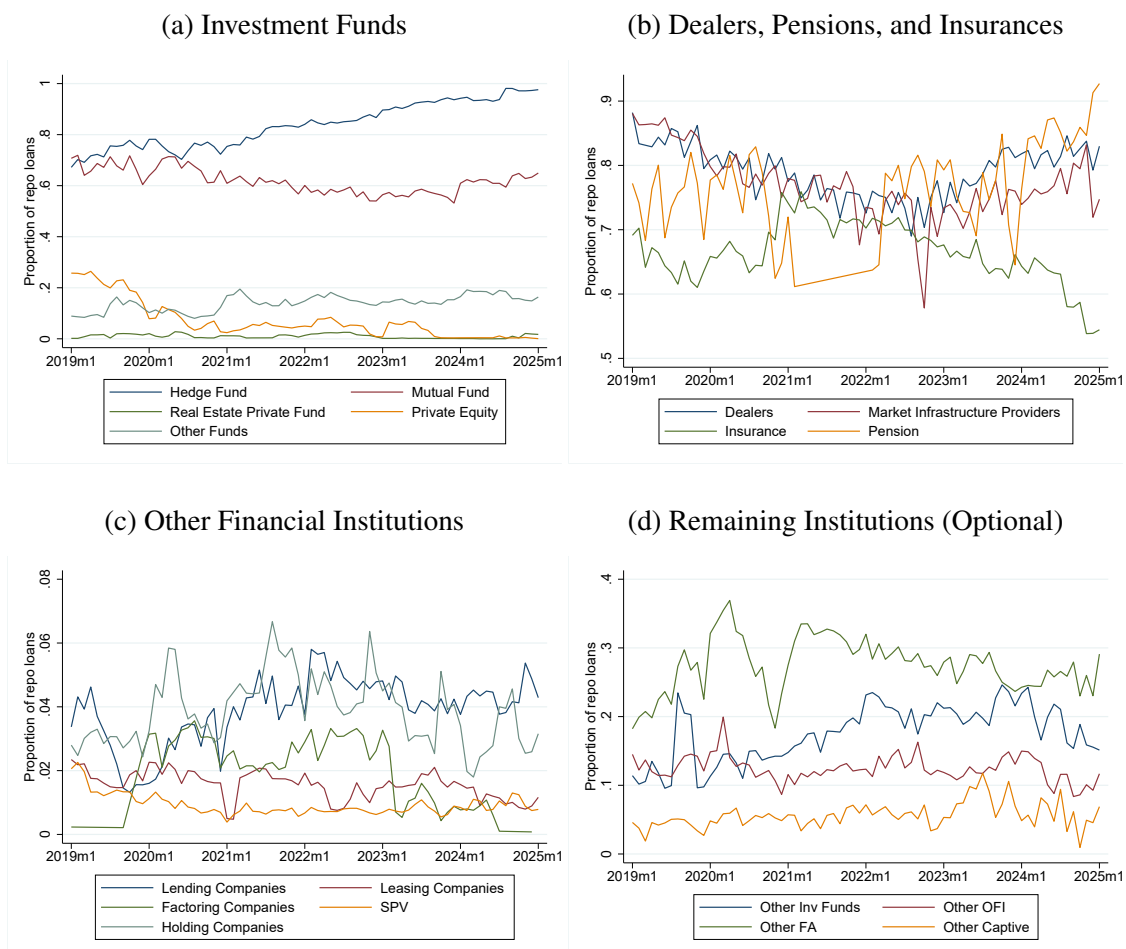 (a) Investment Funds
Proportion of repo loans
1
.8
.6
.4
.2
0
2019m1 2020m1 2021m1 2022m1 2023m1 2024m1 2025m1
Hedge Fund Mutual Fund
Real Estate Private Fund Private Equity
Other Funds
(b) Dealers, Pensions, and Insurances
Proportion of repo loans
.9
.8
.7
.6
.5
2019m1 2020m1 2021m1 2022m1 2023m1 2024m1 2025m1
Dealers Market Infrastructure Providers
Insurance Pension
(c) Other Financial Institutions
Proportion of repo loans
.08
.06
.04
.02
0
2019m1 2020m1 2021m1 2022m1 2023m1 2024m1 2025m1
Lending Companies Leasing Companies
Factoring Companies SPV
Holding Companies
(d) Remaining Institutions (Optional)
Proportion of repo loans
.4
.3
.2
.1
0
2019m1 2020m1 2021m1 2022m1 2023m1 2024m1 2025m1
Other Inv Funds Other OFI
Other FA Other Captive